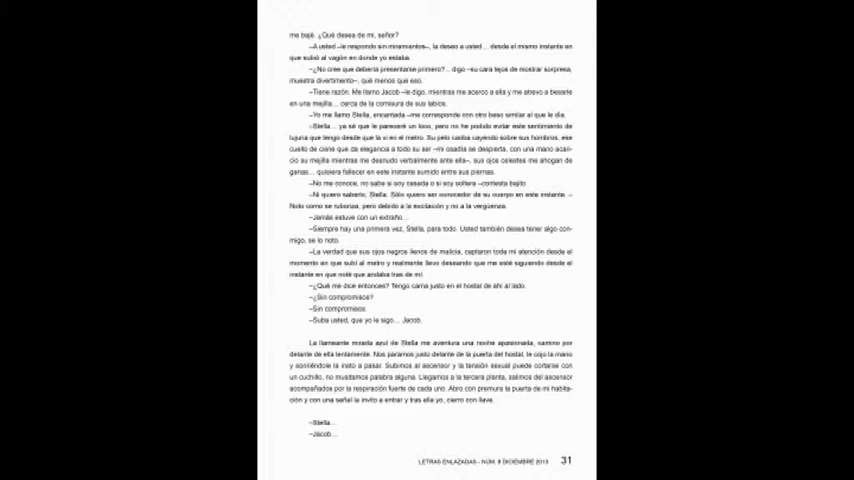 me bajé. ¿Qué desea de mi, señor?
–A usted –le respondo sin miramientos–, la deseo a usted… desde el mismo instante en
que subió al vagón en donde yo estaba.
–¿No cree que debería presentarse primero?… digo –su cara lejos de mostrar sorpresa,
muestra divertimento–, qué menos que eso.
–Tiene razón. Me llamo Jacob –le digo, mientras me acerco a ella y me atrevo a besarle
en una mejilla… cerca de la comisura de sus labios.
–Yo me llamo Stella, encantada –me corresponde con otro beso similar al que le di.
–Stella… ya sé que le pareceré un loco, pero no he podido evitar este sentimiento de
lujuria que tengo desde que la vi en el metro. Su pelo caoba cayendo sobre sus hombros, ese
cuello de cisne que da elegancia a todo su ser –mi osadía se despierta, con una mano acari-
cio su mejilla mientras me desnudo verbalmente ante ella–, sus ojos celestes me ahogan de
ganas… quisiera fallecer en este instante sumido entre sus piernas.
–No me conoce, no sabe si soy casada o si soy soltera –contesta bajito
–Ni quiero saberlo, Stella. Sólo quiero ser conocedor de su cuerpo en este instante. –
Noto como se ruboriza, pero debido a la excitación y no a la vergüenza.
–Jamás estuve con un extraño…
–Siempre hay una primera vez, Stella, para todo. Usted también desea tener algo con-
migo, se lo noto.
–La verdad que sus ojos negros llenos de malicia, captaron toda mi atención desde el
momento en que subí al metro y realmente llevo deseando que me esté siguiendo desde el
instante en que noté que andaba tras de mí.
–¿Qué me dice entonces? Tengo cama justo en el hostal de ahí al lado.
–¿Sin compromisos?
–Sin compromisos.
–Suba usted, que yo le sigo… Jacob.
La llameante mirada azul de Stella me aventura una noche apasionada, camino por
delante de ella lentamente. Nos paramos justo delante de la puerta del hostal, le cojo la mano
y sonriéndole la insto a pasar. Subimos al ascensor y la tensión sexual puede cortarse con
un cuchillo, no musitamos palabra alguna. Llegamos a la tercera planta, salimos del ascensor
acompañados por la respiración fuerte de cada uno. Abro con premura la puerta de mi habita-
ción y con una señal la invito a entrar y tras ella yo, cierro con llave.
–Stella…
–Jacob…
LETRAS ENLAZADAS - NÚM. 8 DICIEMBRE 2013 31